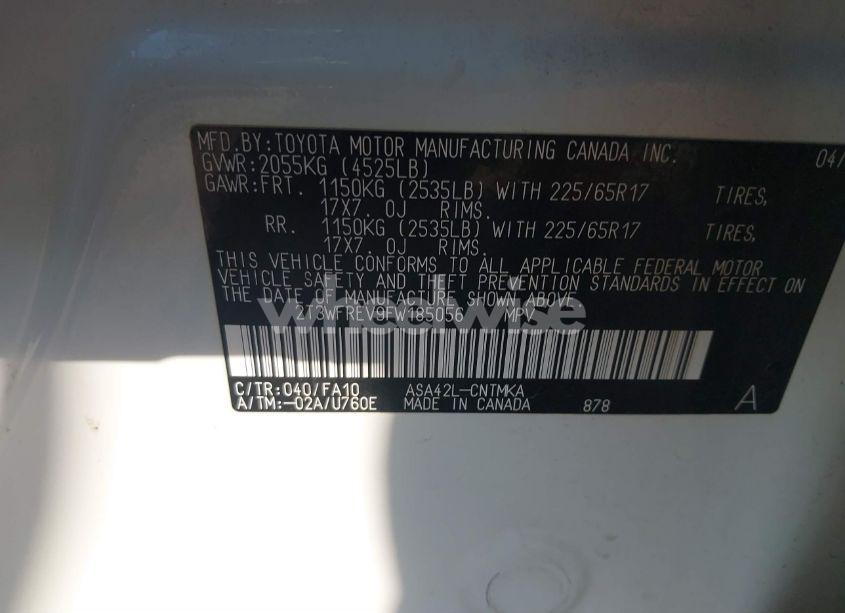 MFD.BY:TOYOTA MOTOR MANUFACTURING CANADA INC. 04/
GVWR:2055KG (4525LB)
GAWR:FRT. 1150KG (2535LB) WITH 225/65R17 TIRES,
17X7.0J RIMS.
RR. 1150KG (2535LB) WITH 225/65R17 TIRES,
17X7.0J RIMS.
THIS VEHICLE CONFORMS TO ALL APPLICABLE FEDERAL MOTOR
VEHICLE SAFETY AND THEFT PREVENTION STANDARDS IN EFFECT ON
THE DATE OF MANUFACTURE SHOWN ABOVE.
wheelwise
2T3WFREV9FW185056 MPV
C/TR:040/FA10 ASA42L-CNTMKA
A/TM:-02A/U760E MADE IN CANADA 878 A